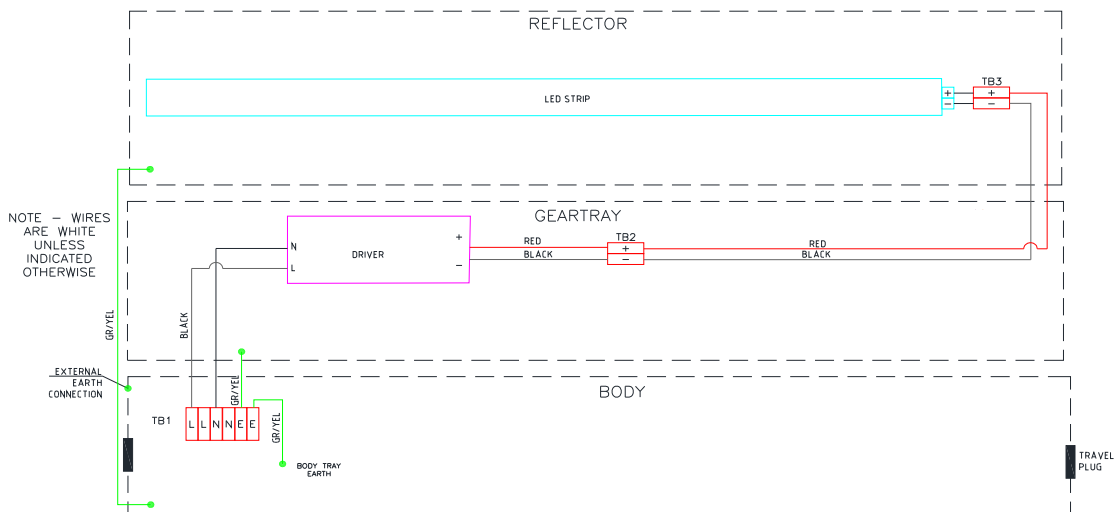 REFLECTOR
LED STRIP
+
−
TB3
+
−
NOTE – WIRES
ARE WHITE
UNLESS
INDICATED
OTHERWISE
GEARTRAY
N
L
DRIVER
+
−
RED
BLACK
TB2
+
−
RED
BLACK
GR/YEL
BLACK
GR/YEL
EXTERNAL
EARTH
CONNECTION
BODY
TB1
L L N N E E
GR/YEL
BODY TRAY
EARTH
TRAVEL
PLUG